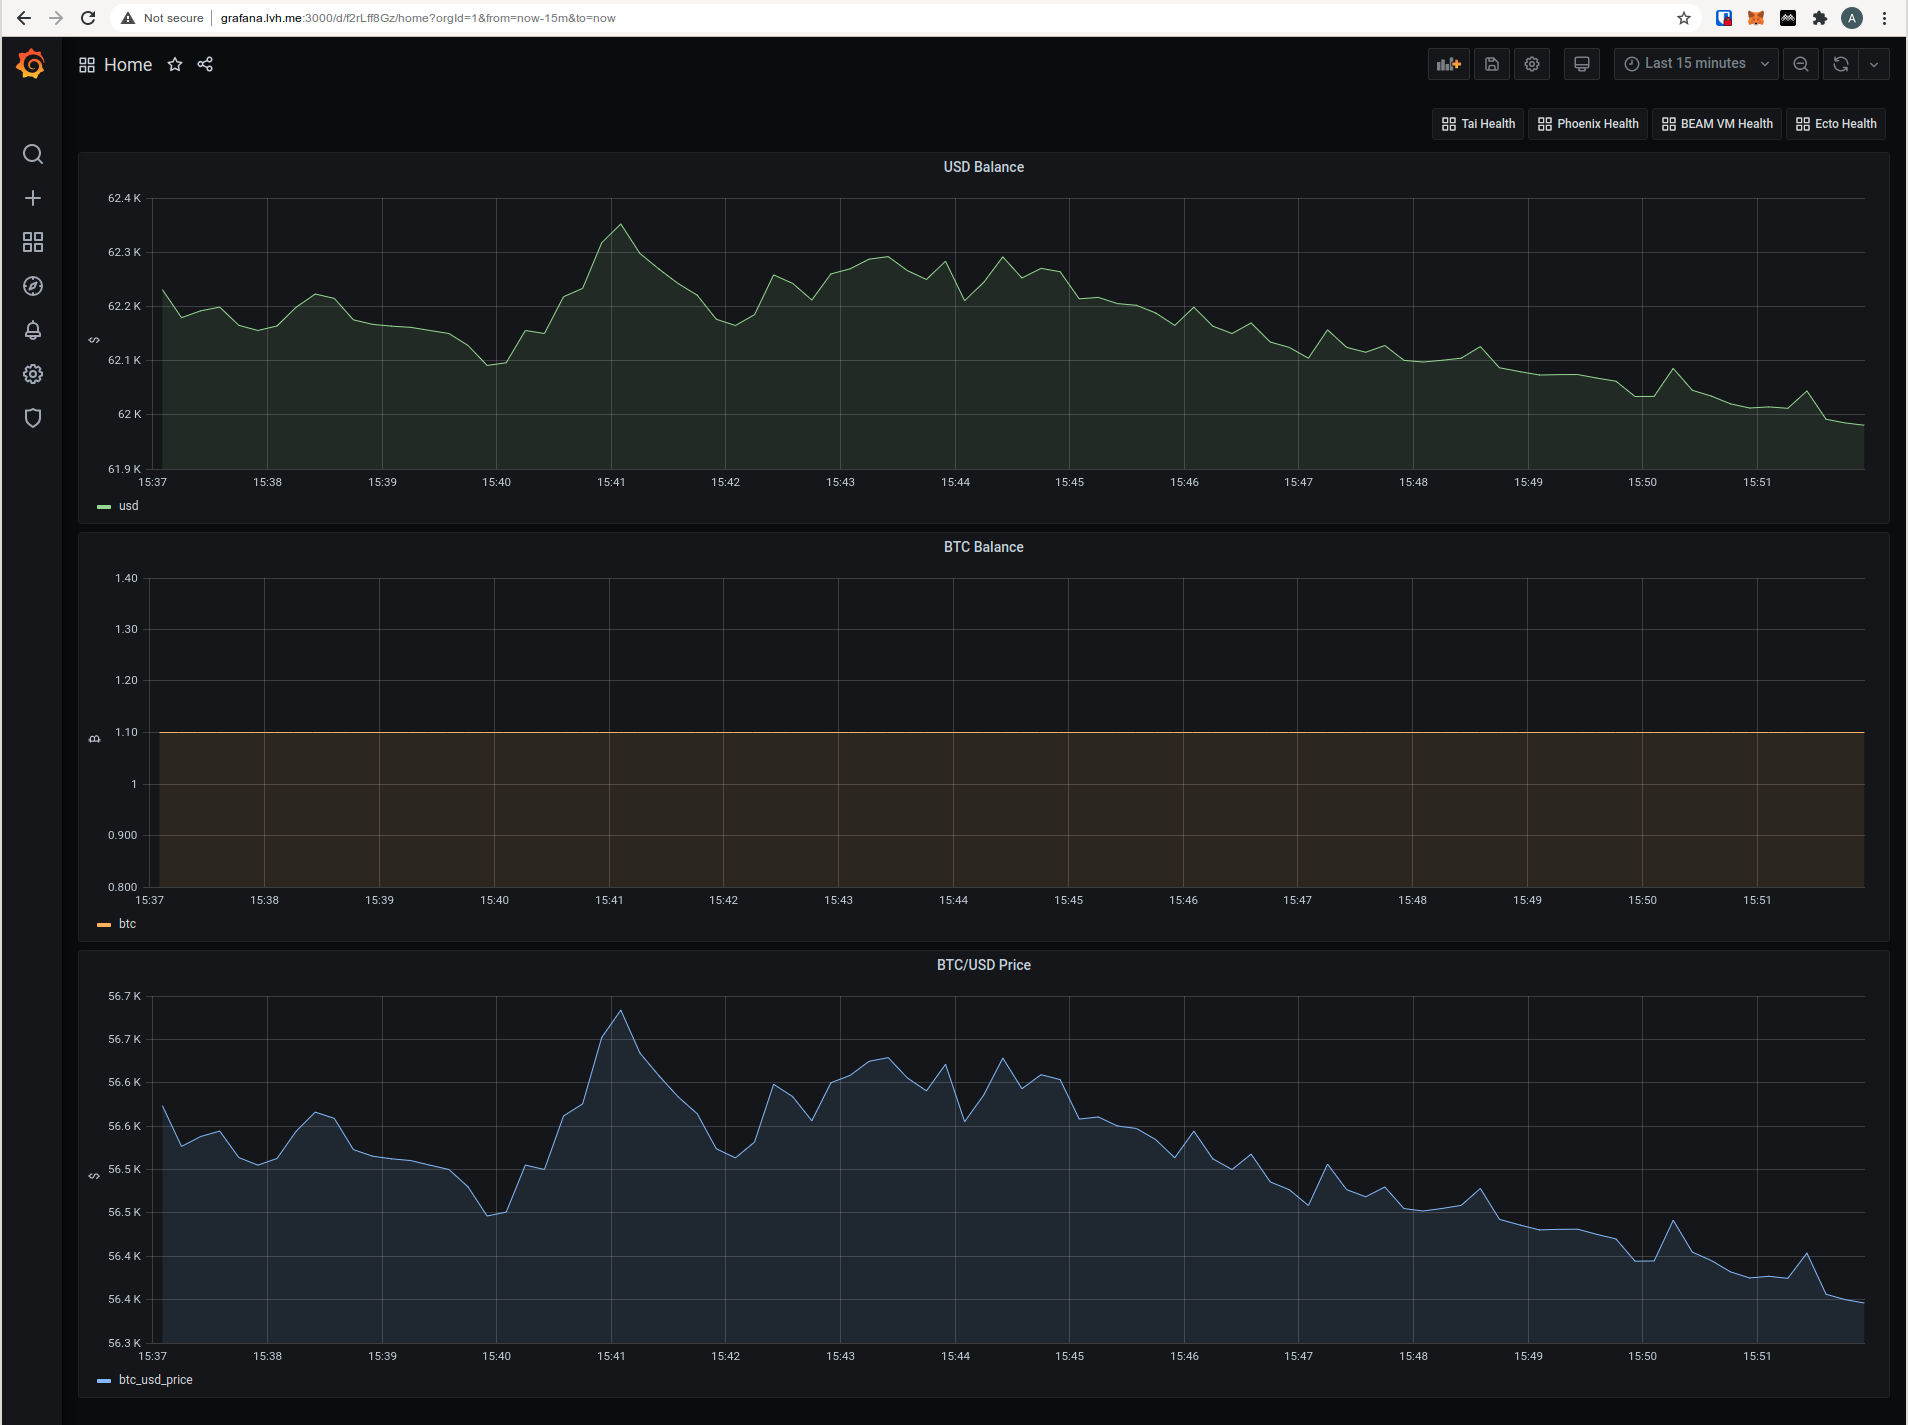 Not secure grafana.lvh.me:3000/d/f2rLff8Gz/home?orgId=1&from=now-15m&to=now A
Home Last 15 minutes
Tai Health Phoenix Health BEAM VM Health Ecto Health
USD Balance
62.4 K
62.3 K
62.2 K
$
62.1 K
62 K
61.9 K
15:37 15:38 15:39 15:40 15:41 15:42 15:43 15:44 15:45 15:46 15:47 15:48 15:49 15:50 15:51
usd
BTC Balance
1.40
1.30
1.20
1.10
₿
1
0.900
0.800
15:37 15:38 15:39 15:40 15:41 15:42 15:43 15:44 15:45 15:46 15:47 15:48 15:49 15:50 15:51
btc
BTC/USD Price
56.7 K
56.7 K
56.6 K
56.6 K
56.5 K
$
56.5 K
56.4 K
56.4 K
56.3 K
15:37 15:38 15:39 15:40 15:41 15:42 15:43 15:44 15:45 15:46 15:47 15:48 15:49 15:50 15:51
btc_usd_price